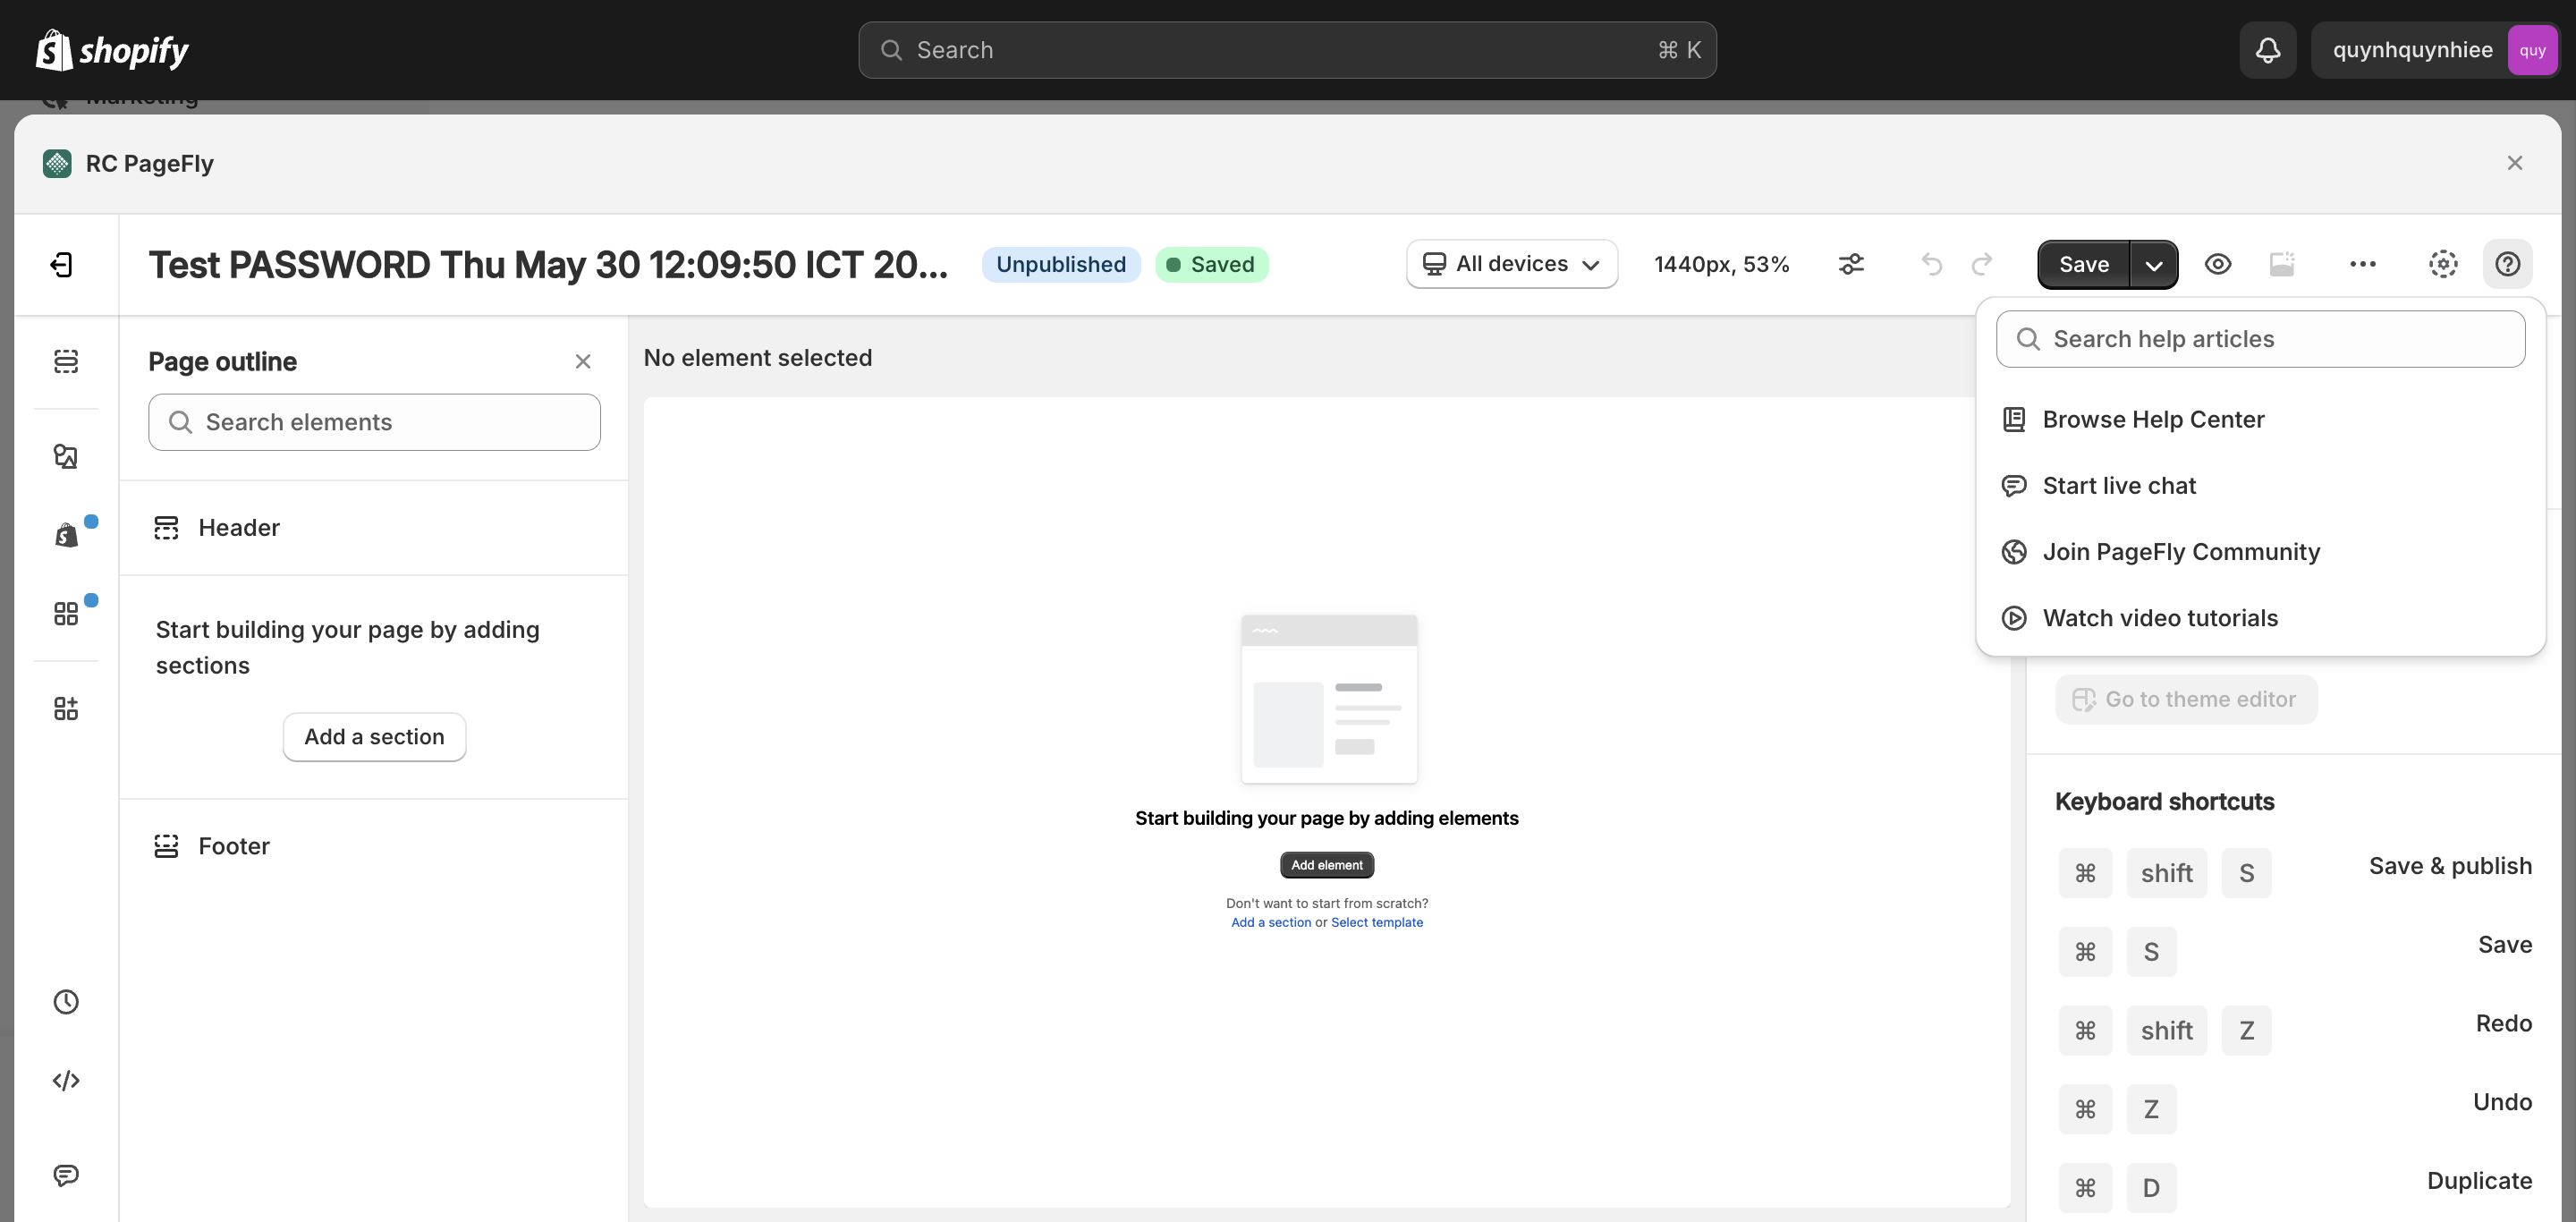 shopify
Search
⌘ K
quynhquynhiee
quy
Marketing
RC PageFly
Test PASSWORD Thu May 30 12:09:50 ICT 20...
Unpublished
Saved
All devices
1440px, 53%
Save
Page outline
Search elements
Header
Start building your page by adding
sections
Add a section
Footer
No element selected
Start building your page by adding elements
Add element
Don't want to start from scratch?
Add a section or Select template
Search help articles
Browse Help Center
Start live chat
Join PageFly Community
Watch video tutorials
Go to theme editor
Keyboard shortcuts
⌘ shift S Save & publish
⌘ S Save
⌘ shift Z Redo
⌘ Z Undo
⌘ D Duplicate